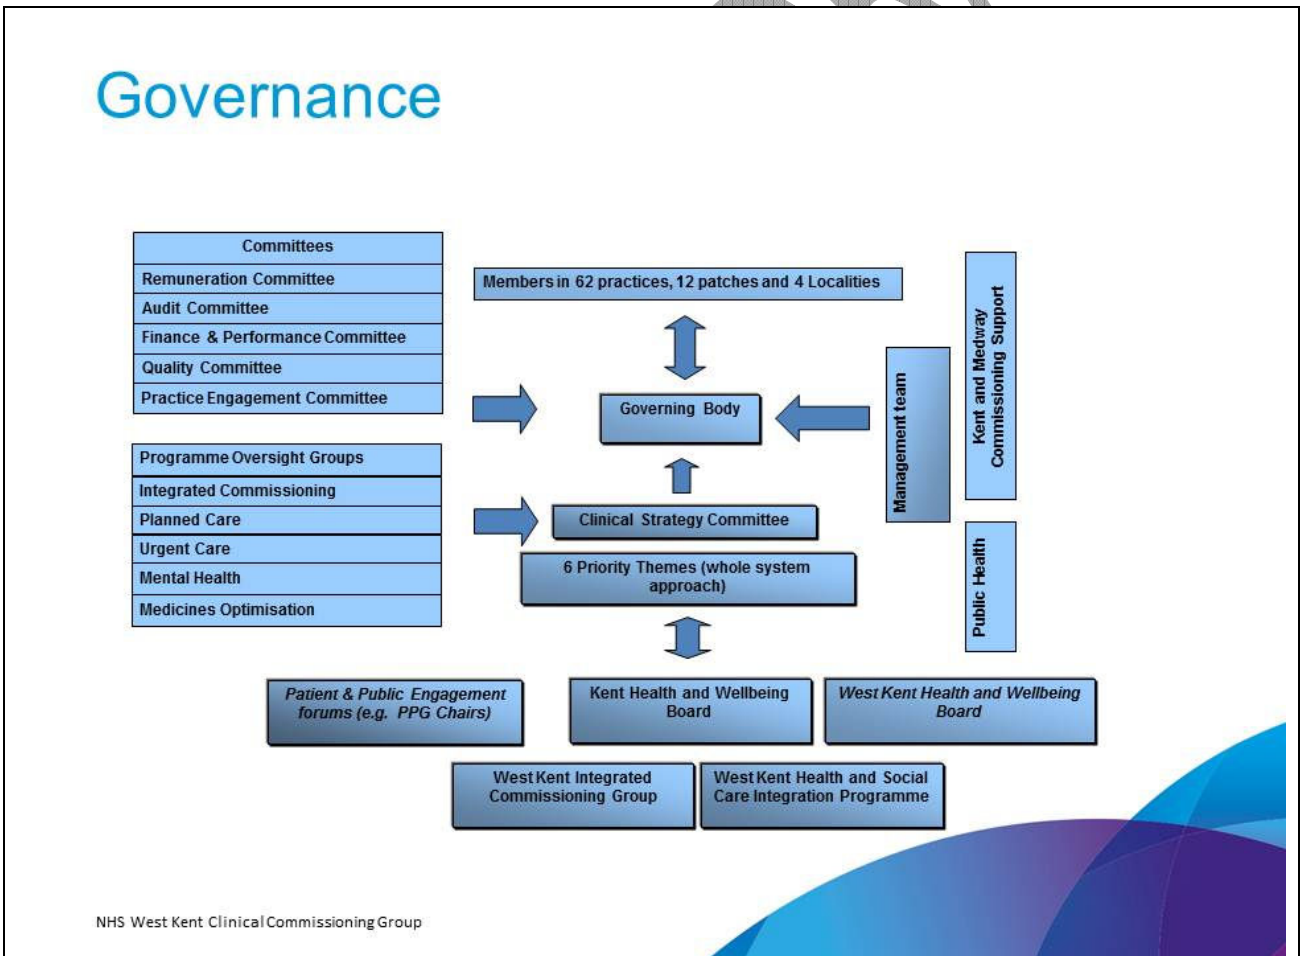 Governance
Committees
Remuneration Committee
Audit Committee
Finance & Performance Committee
Quality Committee
Practice Engagement Committee
Programme Oversight Groups
Integrated Commissioning
Planned Care
Urgent Care
Mental Health
Medicines Optimisation
Members in 62 practices, 12 patches and 4 Localities
Governing Body
Clinical Strategy Committee
6 Priority Themes (whole system
approach)
Management team
Kent and Medway
Commissioning Support
Public Health
Patient & Public Engagement
forums (e.g. PPG Chairs)
Kent Health and Wellbeing
Board
West Kent Health and Wellbeing
Board
West Kent Integrated
Commissioning Group
West Kent Health and Social
Care Integration Programme
NHS West Kent Clinical Commissioning Group